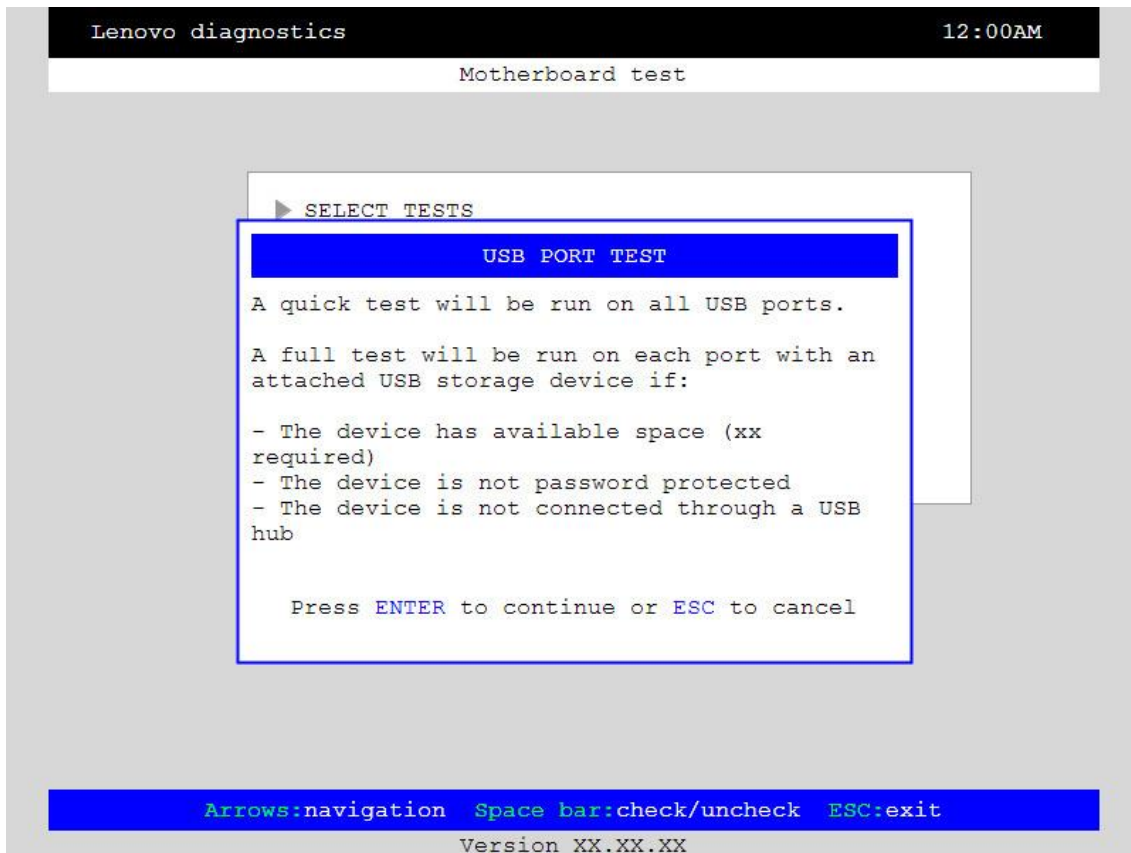 Lenovo diagnostics 12:00AM
Motherboard test
SELECT TESTS
USB PORT TEST
A quick test will be run on all USB ports.
A full test will be run on each port with an
attached USB storage device if:
- The device has available space (xx
required)
- The device is not password protected
- The device is not connected through a USB
hub
Press ENTER to continue or ESC to cancel
Arrows:navigation Space bar:check/uncheck ESC:exit
Version XX.XX.XX